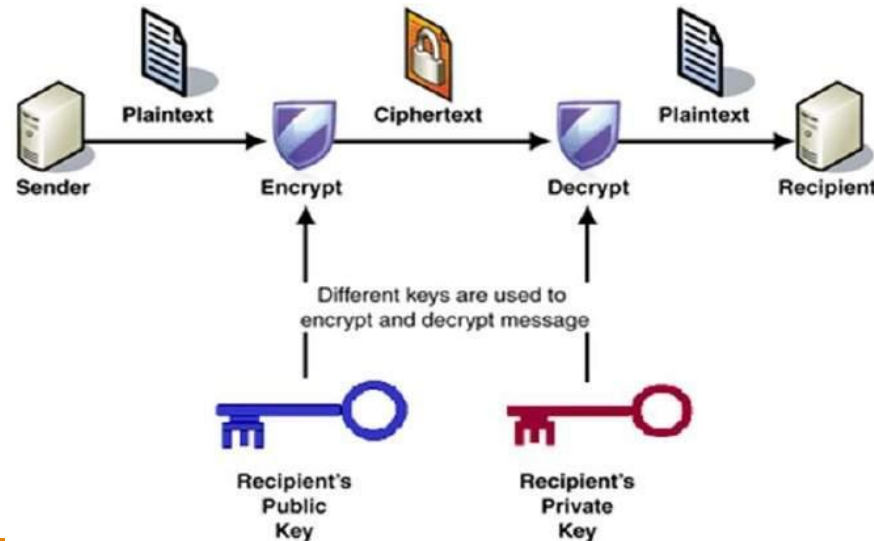 Plaintext
Ciphertext
Plaintext
Sender
Encrypt
Decrypt
Recipient
Different keys are used to
encrypt and decrypt message
Recipient's
Public
Key
Recipient's
Private
Key